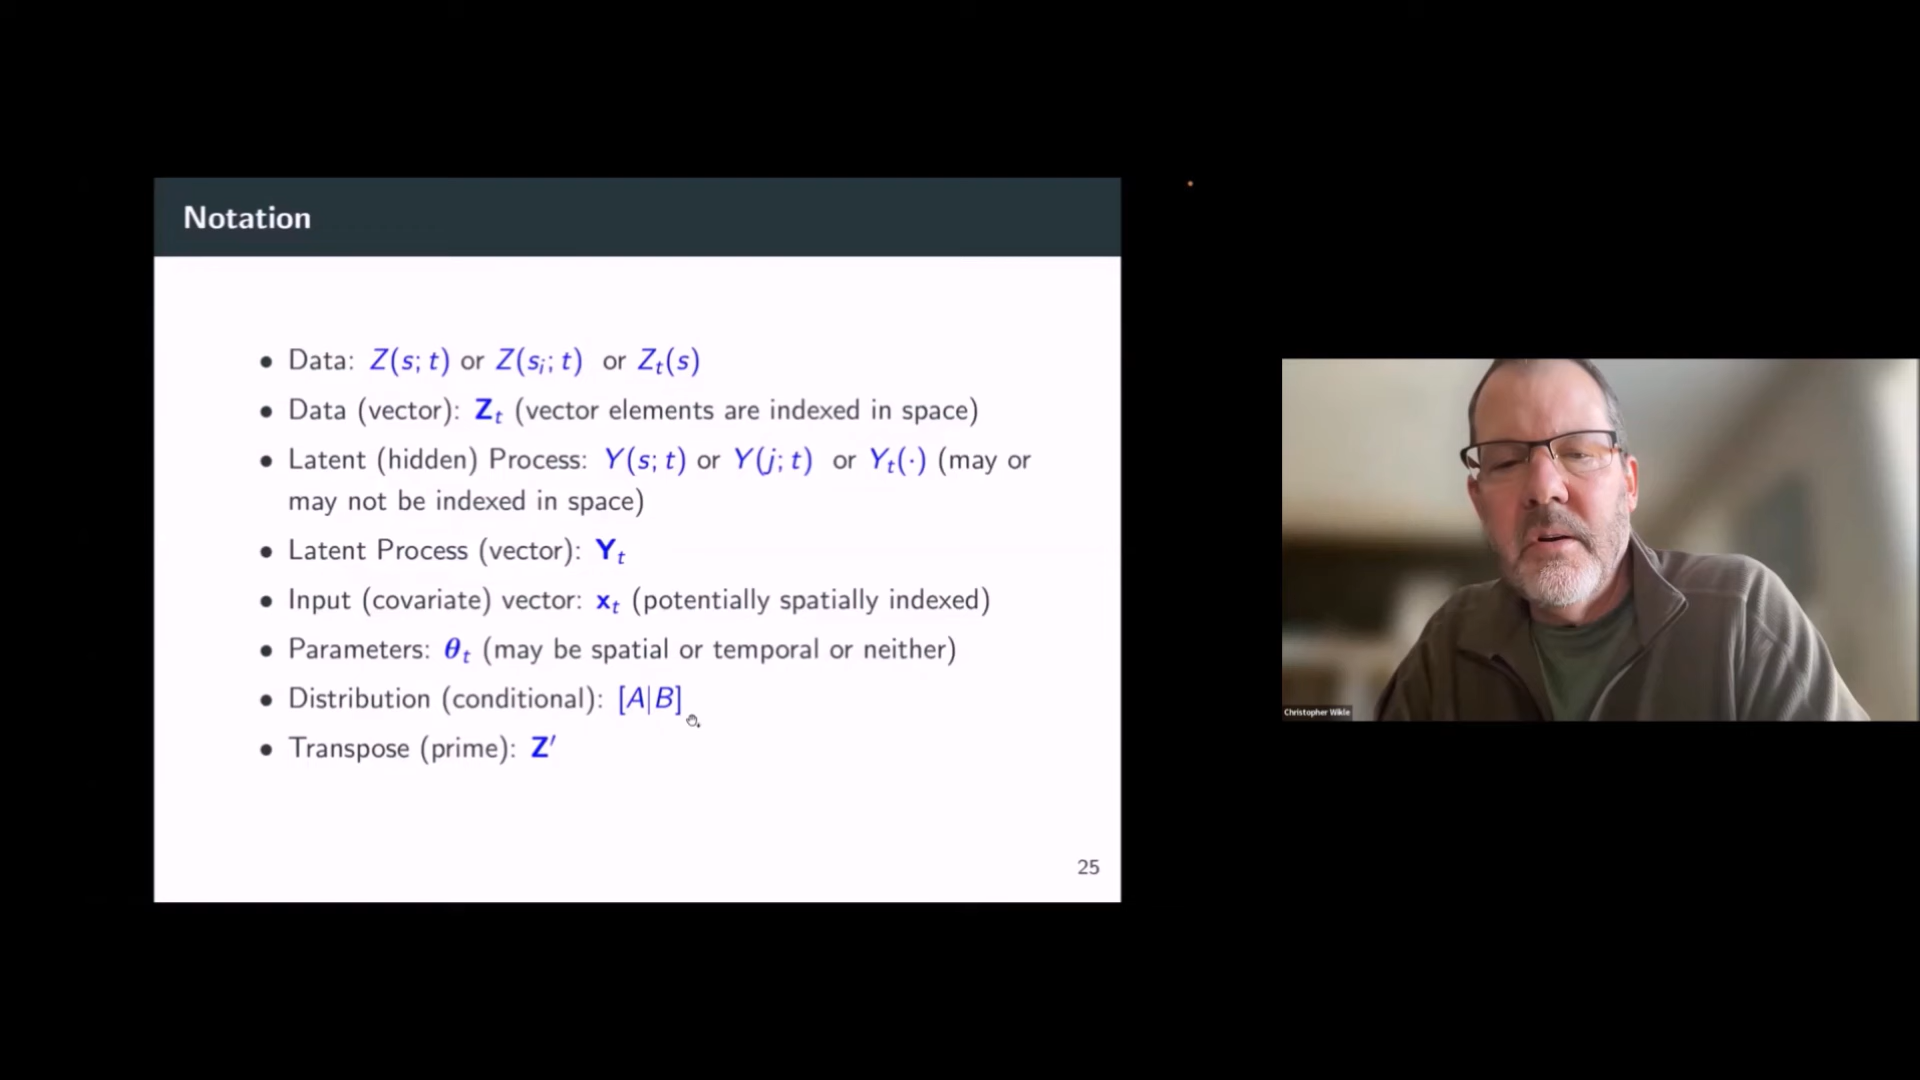 Notation
• Data: Z(s; t) or Z(sᵢ; t) or Zₜ(s)
• Data (vector): Zₜ (vector elements are indexed in space)
• Latent (hidden) Process: Y(s; t) or Y(j; t) or Yₜ(·) (may or
may not be indexed in space)
• Latent Process (vector): Yₜ
• Input (covariate) vector: xₜ (potentially spatially indexed)
• Parameters: θₜ (may be spatial or temporal or neither)
• Distribution (conditional): [A|B]
• Transpose (prime): Z′
25
Christopher Wikle